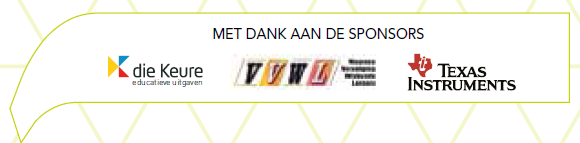 MET DANK AAN DE SPONSORS
die Keure
educatieve uitgaven
VVWL
TEXAS
INSTRUMENTS